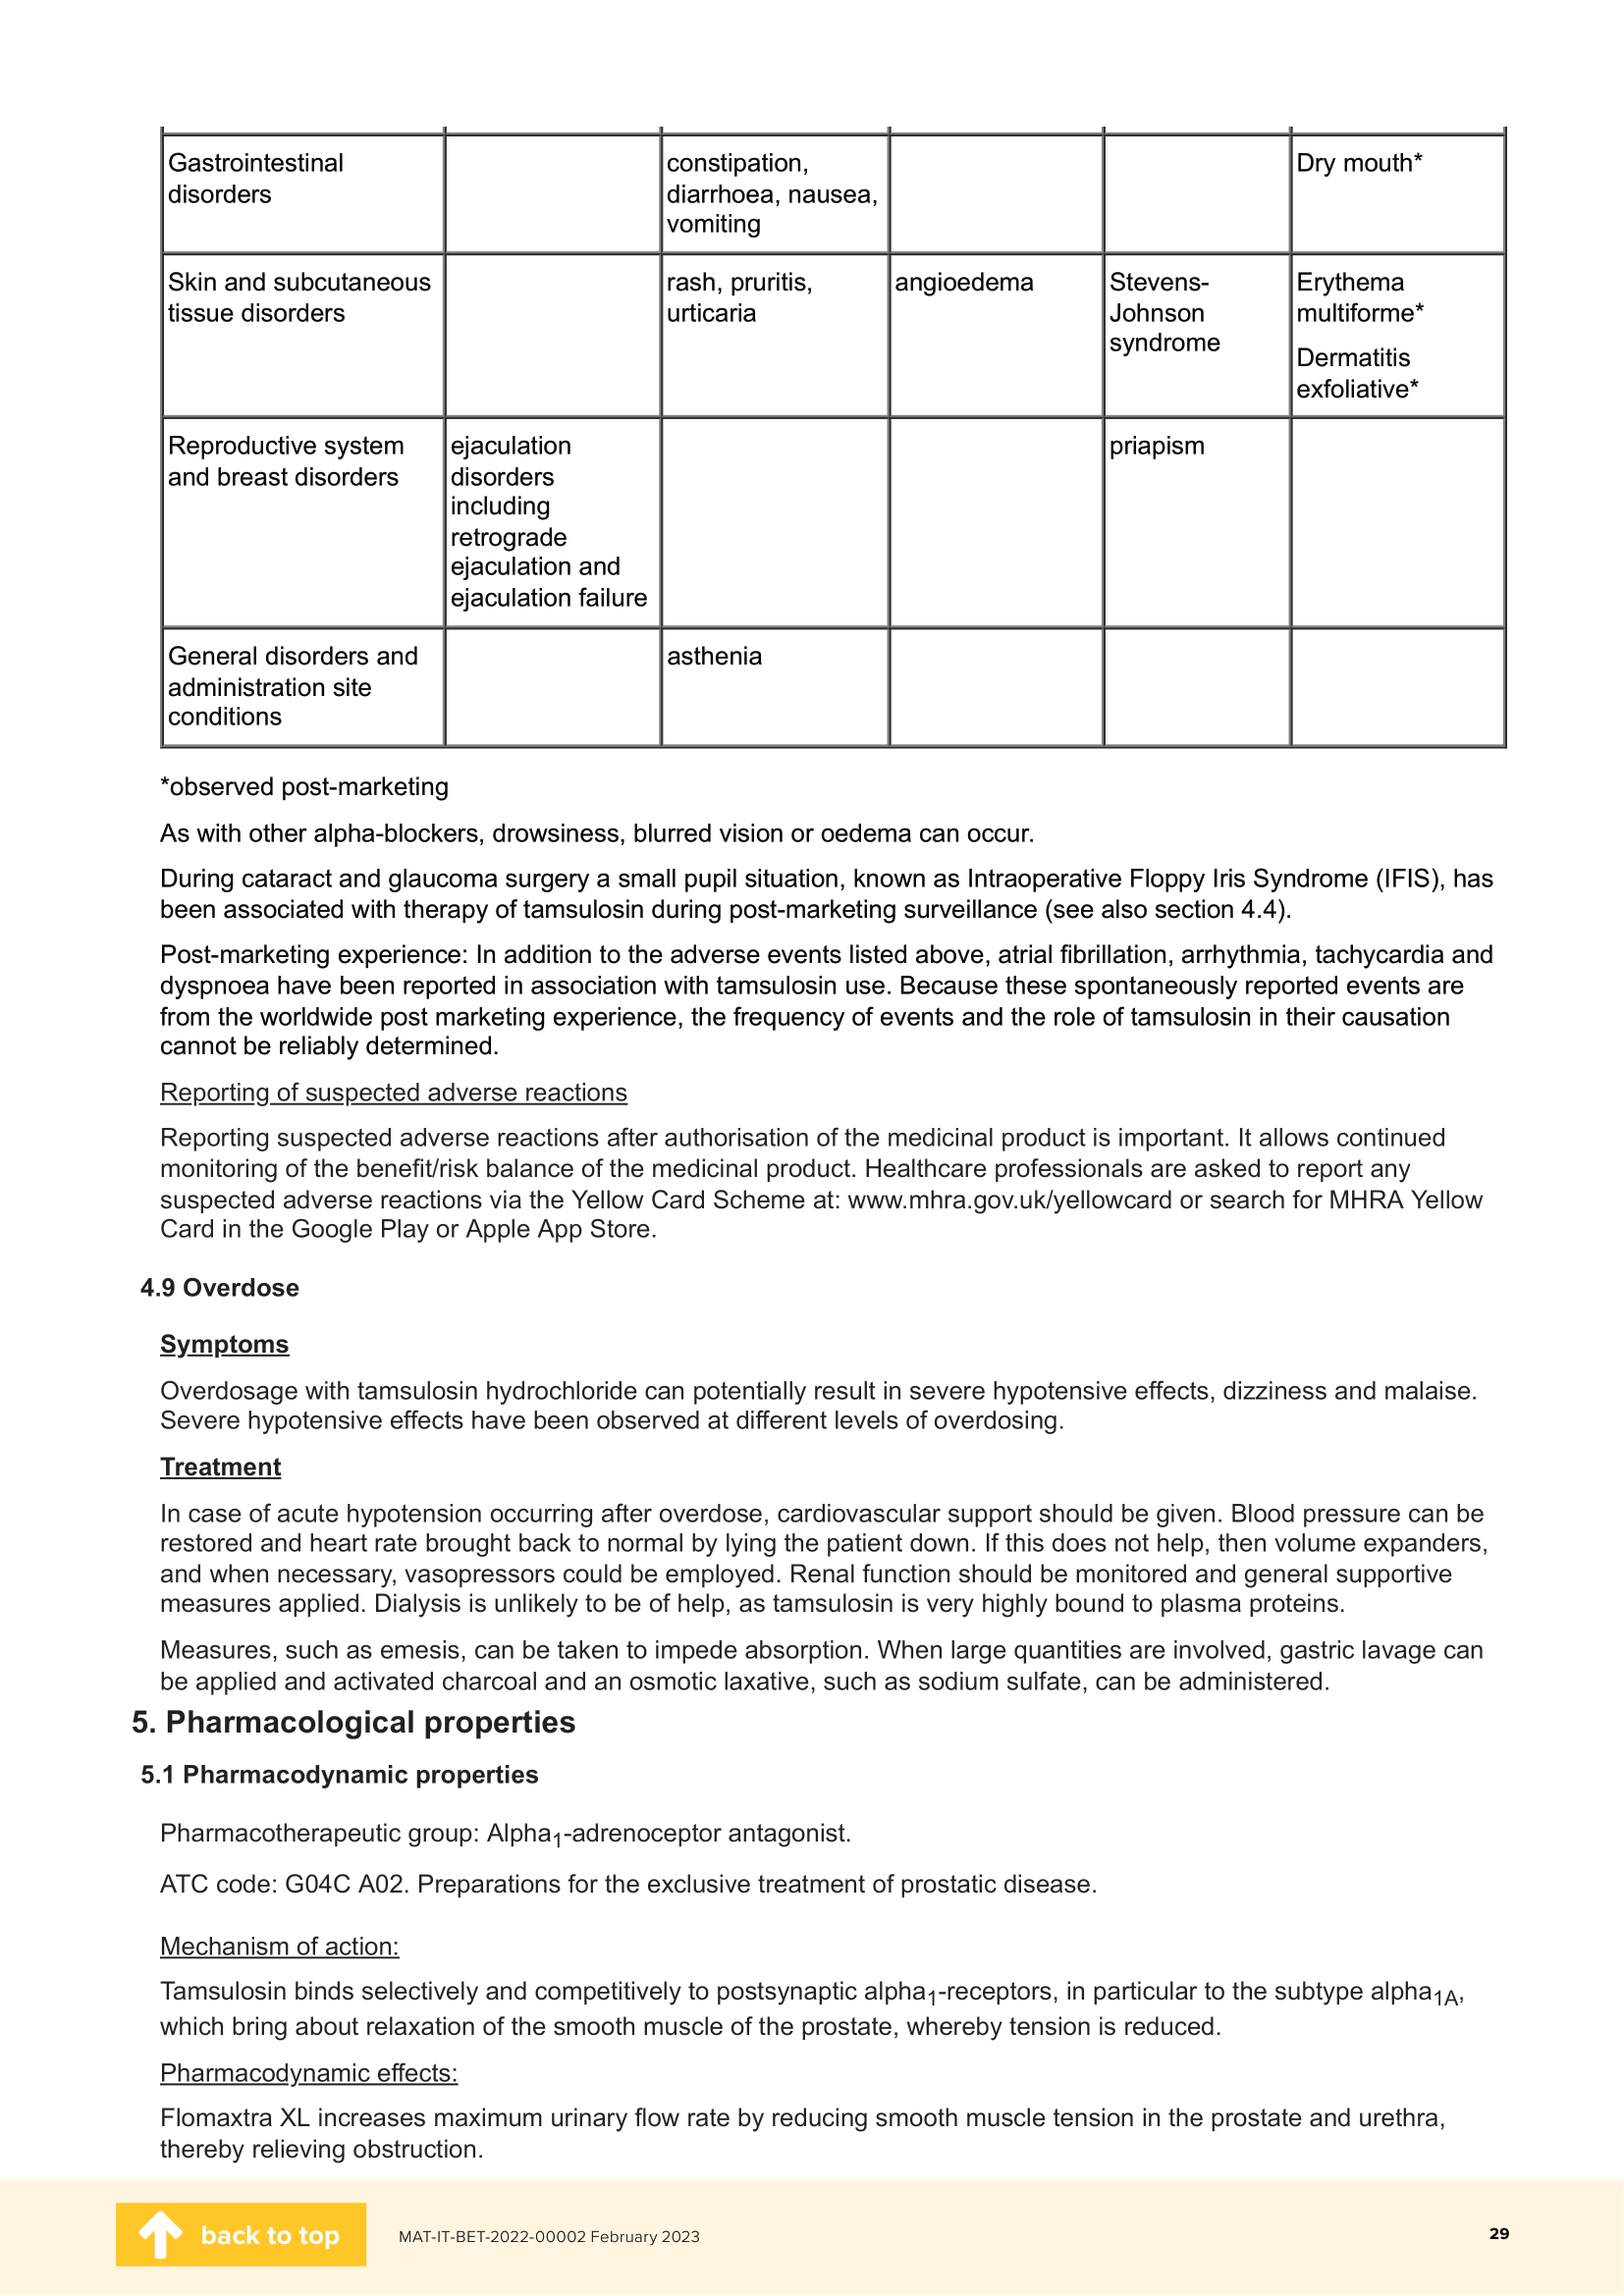 Gastrointestinal
disorders
constipation,
diarrhoea, nausea,
vomiting
Dry mouth*
Skin and subcutaneous
tissue disorders
rash, pruritis,
urticaria
angioedema
Stevens-
Johnson
syndrome
Erythema
multiforme*
Dermatitis
exfoliative*
Reproductive system
and breast disorders
ejaculation
disorders
including
retrograde
ejaculation and
ejaculation failure
priapism
General disorders and
administration site
conditions
asthenia
*observed post-marketing
As with other alpha-blockers, drowsiness, blurred vision or oedema can occur.
During cataract and glaucoma surgery a small pupil situation, known as Intraoperative Floppy Iris Syndrome (IFIS), has
been associated with therapy of tamsulosin during post-marketing surveillance (see also section 4.4).
Post-marketing experience: In addition to the adverse events listed above, atrial fibrillation, arrhythmia, tachycardia and
dyspnoea have been reported in association with tamsulosin use. Because these spontaneously reported events are
from the worldwide post marketing experience, the frequency of events and the role of tamsulosin in their causation
cannot be reliably determined.
Reporting of suspected adverse reactions
Reporting suspected adverse reactions after authorisation of the medicinal product is important. It allows continued
monitoring of the benefit/risk balance of the medicinal product. Healthcare professionals are asked to report any
suspected adverse reactions via the Yellow Card Scheme at: www.mhra.gov.uk/yellowcard or search for MHRA Yellow
Card in the Google Play or Apple App Store.
4.9 Overdose
Symptoms
Overdosage with tamsulosin hydrochloride can potentially result in severe hypotensive effects, dizziness and malaise.
Severe hypotensive effects have been observed at different levels of overdosing.
Treatment
In case of acute hypotension occurring after overdose, cardiovascular support should be given. Blood pressure can be
restored and heart rate brought back to normal by lying the patient down. If this does not help, then volume expanders,
and when necessary, vasopressors could be employed. Renal function should be monitored and general supportive
measures applied. Dialysis is unlikely to be of help, as tamsulosin is very highly bound to plasma proteins.
Measures, such as emesis, can be taken to impede absorption. When large quantities are involved, gastric lavage can
be applied and activated charcoal and an osmotic laxative, such as sodium sulfate, can be administered.
5. Pharmacological properties
5.1 Pharmacodynamic properties
Pharmacotherapeutic group: Alpha1-adrenoceptor antagonist.
ATC code: G04C A02. Preparations for the exclusive treatment of prostatic disease.
Mechanism of action:
Tamsulosin binds selectively and competitively to postsynaptic alpha1-receptors, in particular to the subtype alpha1A,
which bring about relaxation of the smooth muscle of the prostate, whereby tension is reduced.
Pharmacodynamic effects:
Flomaxtra XL increases maximum urinary flow rate by reducing smooth muscle tension in the prostate and urethra,
thereby relieving obstruction.
back to top
MAT-IT-BET-2022-00002 February 2023
29